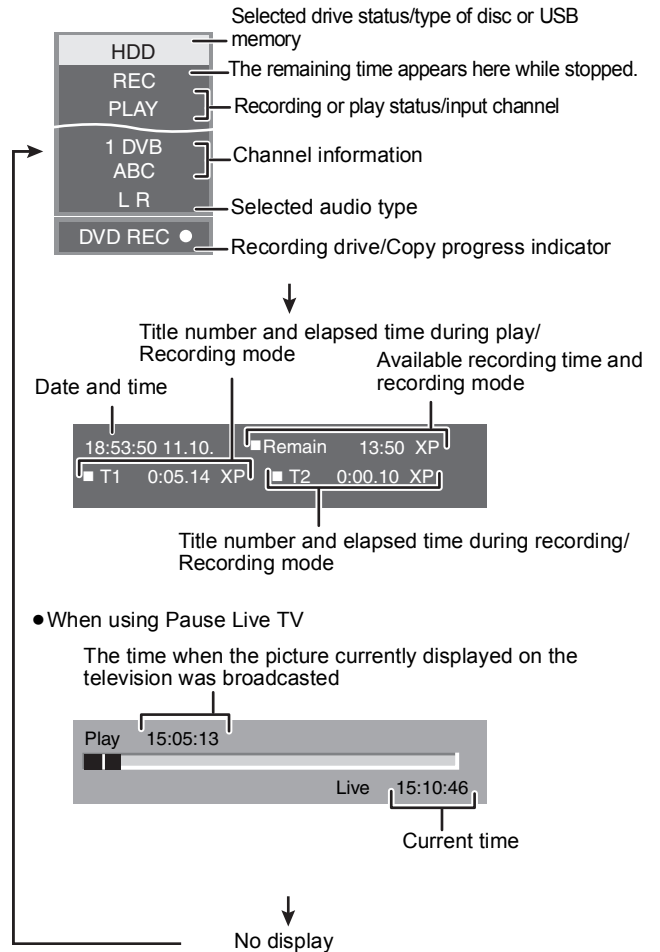 Selected drive status/type of disc or USB
memory
HDD
The remaining time appears here while stopped.
REC
PLAY
Recording or play status/input channel
1 DVB
ABC
Channel information
L R
Selected audio type
DVD REC ●
Recording drive/Copy progress indicator
Title number and elapsed time during play/
Recording mode
Available recording time and
recording mode
Date and time
18:53:50 11.10.
■Remain 13:50 XP
■ T1 0:05.14 XP
■ T2 0:00.10 XP
Title number and elapsed time during recording/
Recording mode
●When using Pause Live TV
The time when the picture currently displayed on the
television was broadcasted
Play 15:05:13
Live 15:10:46
Current time
No display